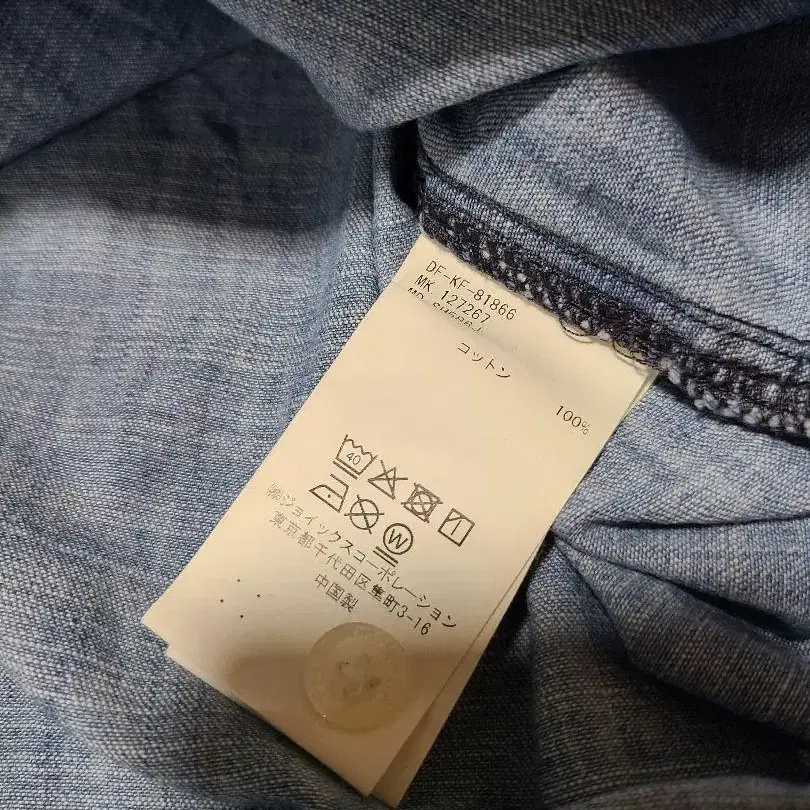 DF-KF-81866
MK 127267
コットン
100%
40
W
㈱ジョイックスコーポレーション
東京都千代田区隼町3-16
中国製